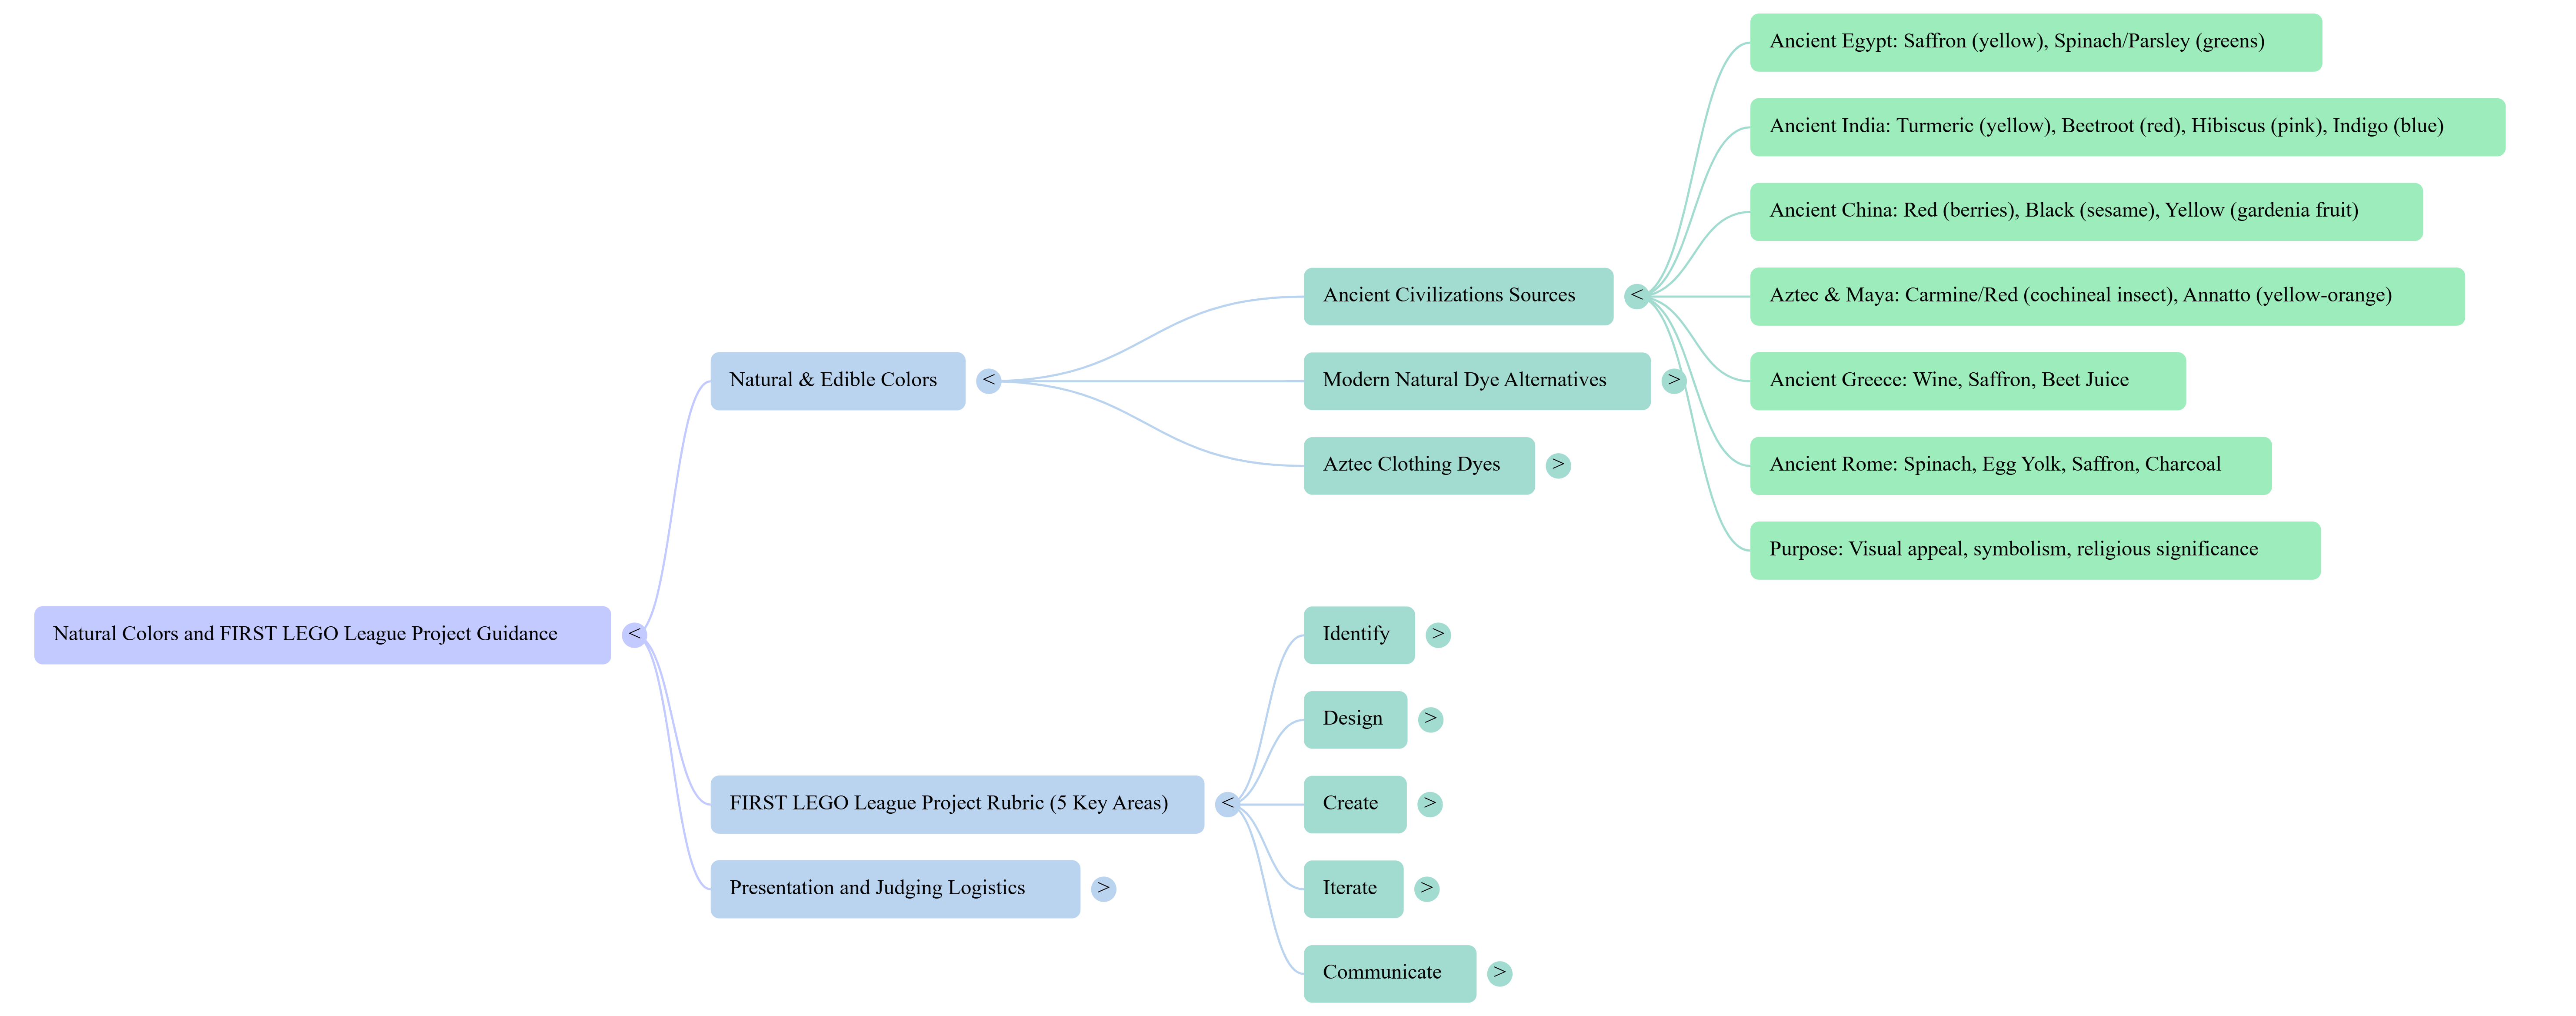 Natural Colors and FIRST LEGO League Project Guidance
<
Natural & Edible Colors
<
Ancient Civilizations Sources
<
Ancient Egypt: Saffron (yellow), Spinach/Parsley (greens)
Ancient India: Turmeric (yellow), Beetroot (red), Hibiscus (pink), Indigo (blue)
Ancient China: Red (berries), Black (sesame), Yellow (gardenia fruit)
Aztec & Maya: Carmine/Red (cochineal insect), Annatto (yellow-orange)
Ancient Greece: Wine, Saffron, Beet Juice
Ancient Rome: Spinach, Egg Yolk, Saffron, Charcoal
Purpose: Visual appeal, symbolism, religious significance
Modern Natural Dye Alternatives
>
Aztec Clothing Dyes
>
FIRST LEGO League Project Rubric (5 Key Areas)
<
Identify
>
Design
>
Create
>
Iterate
>
Communicate
>
Presentation and Judging Logistics
>